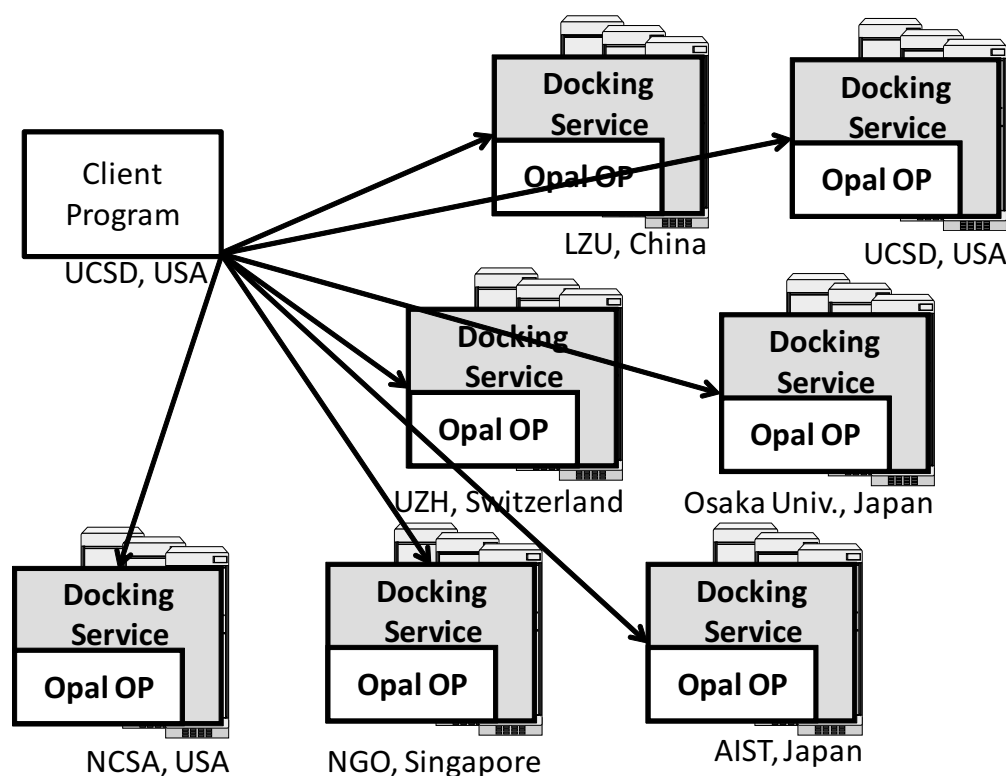 Client
Program
UCSD, USA
Docking
Service
Opal OP
LZU, China
Docking
Service
Opal OP
UCSD, USA
Docking
Service
Opal OP
UZH, Switzerland
Docking
Service
Opal OP
Osaka Univ., Japan
Docking
Service
Opal OP
NCSA, USA
Docking
Service
Opal OP
NGO, Singapore
Docking
Service
Opal OP
AIST, Japan